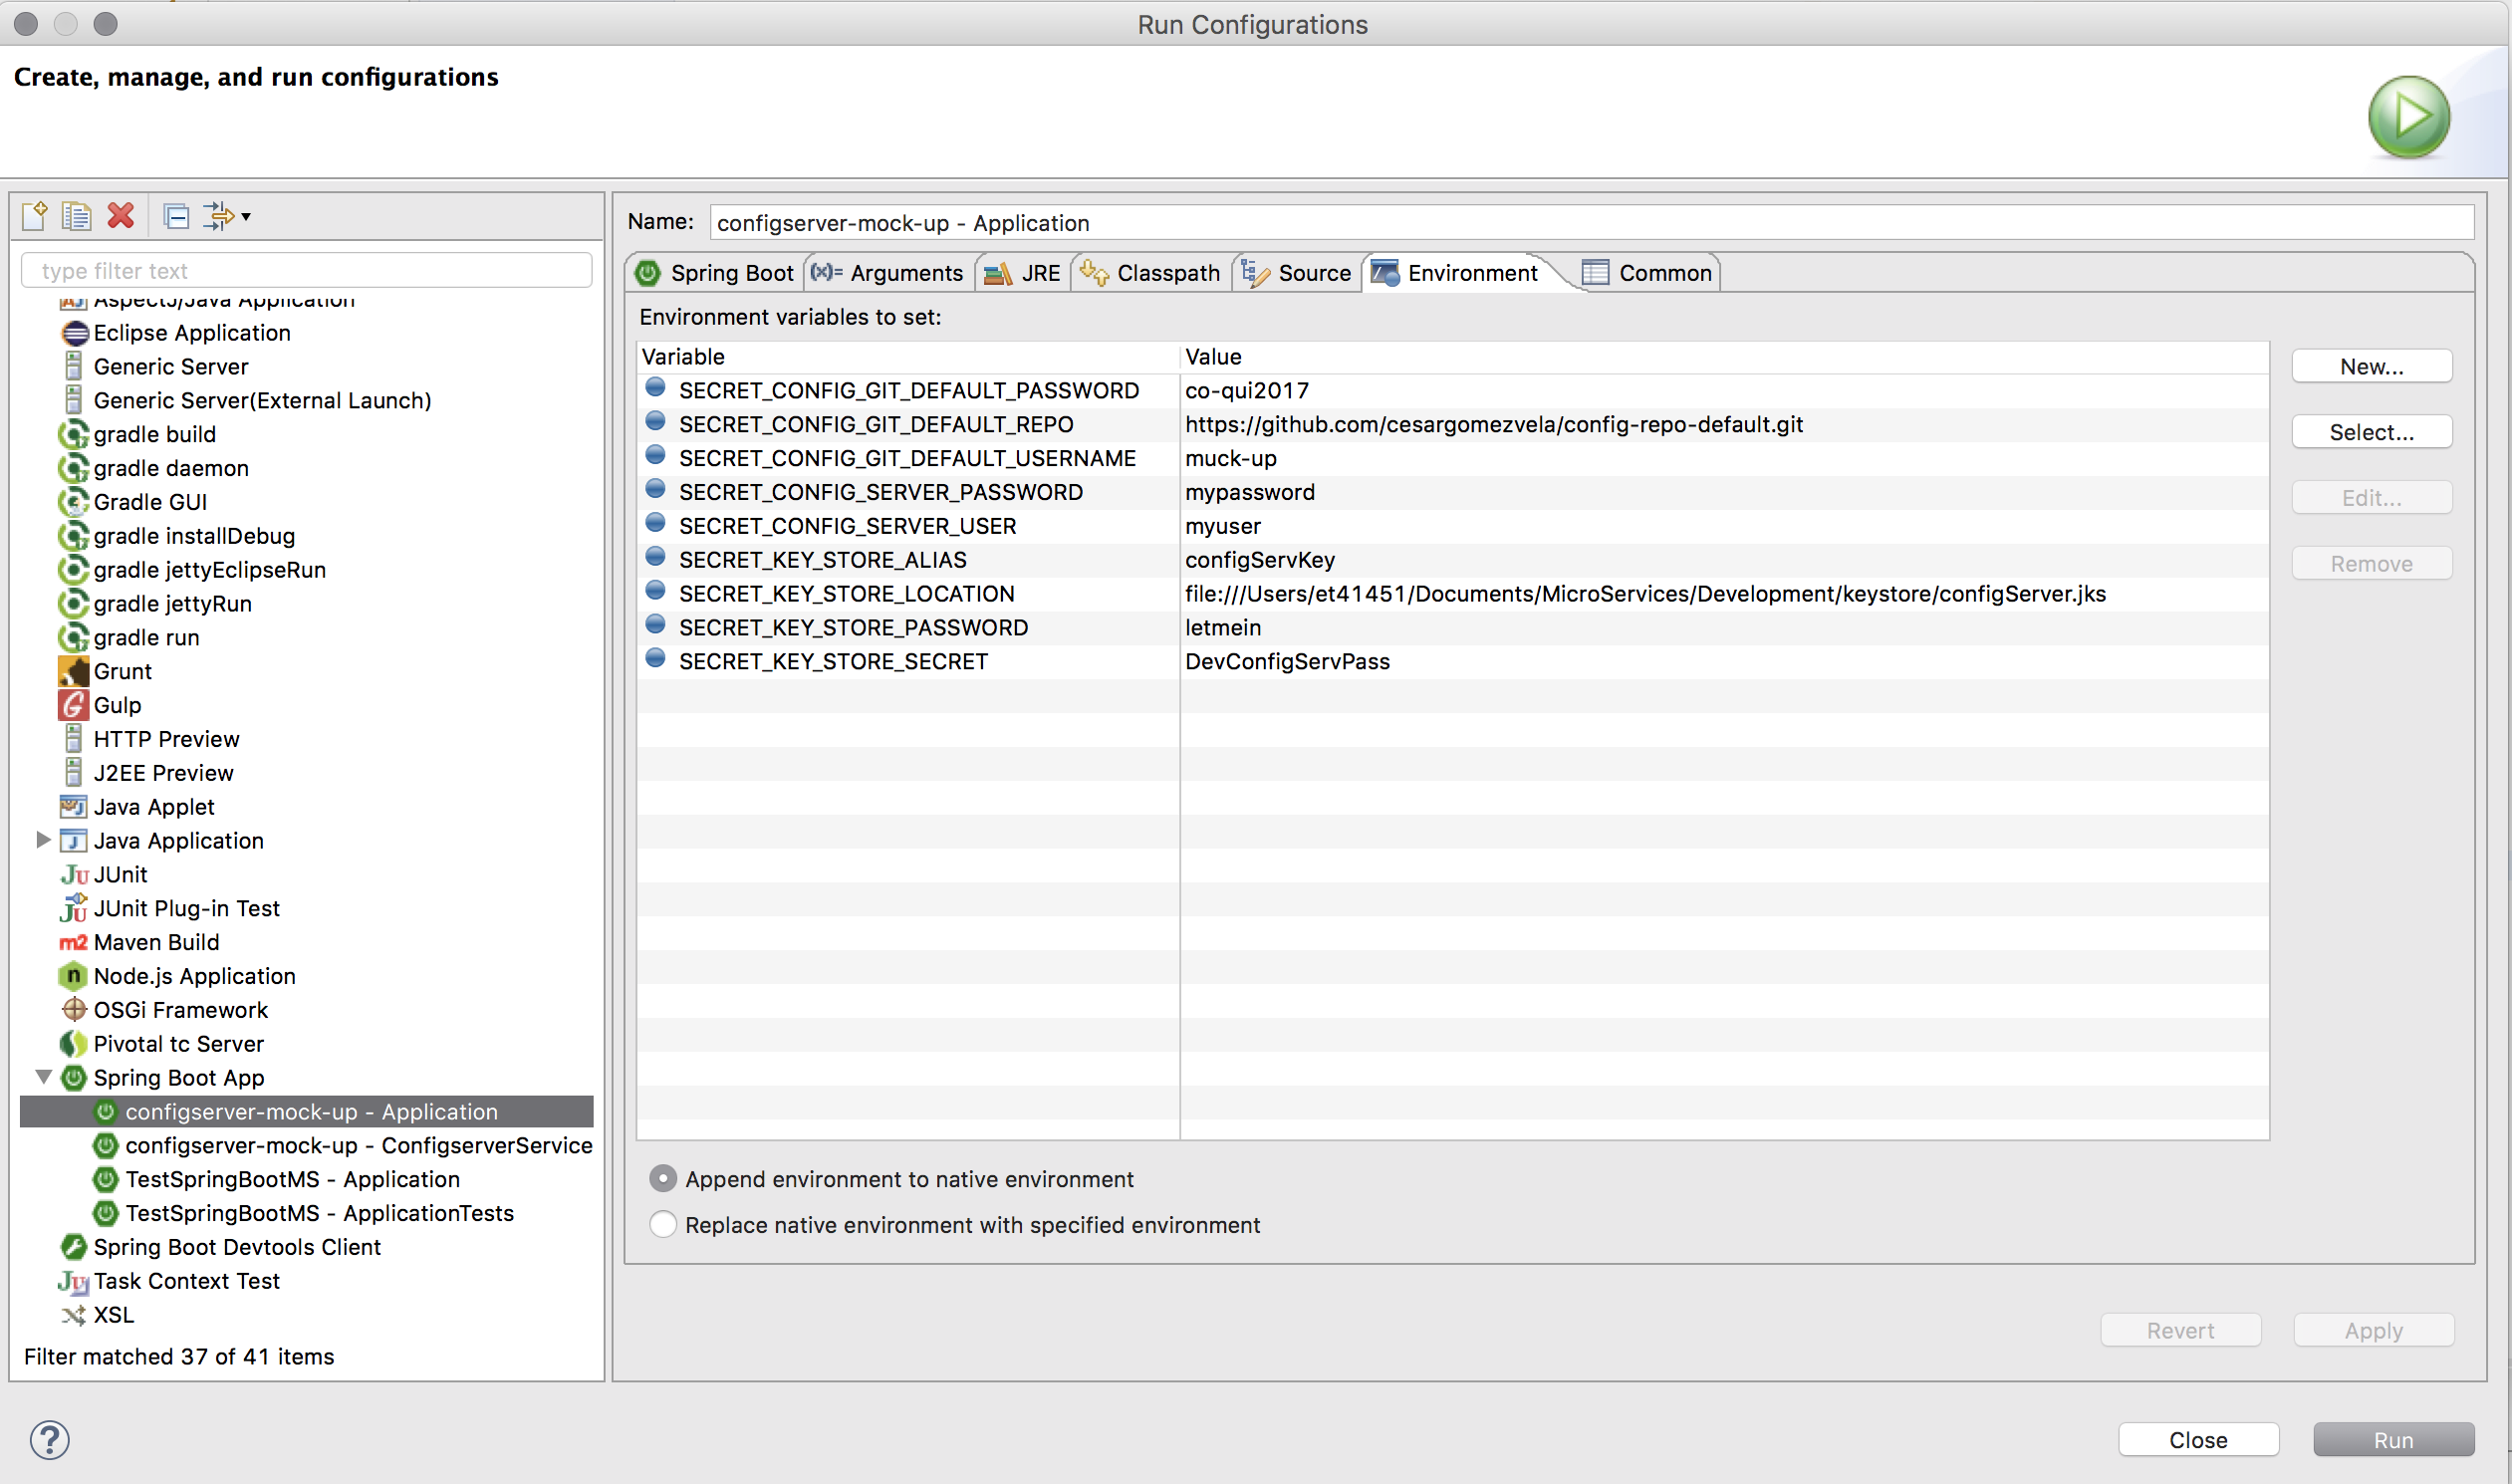 Run Configurations
Create, manage, and run configurations
type filter text
AspectJ/Java Application
Eclipse Application
Generic Server
Generic Server(External Launch)
gradle build
gradle daemon
Gradle GUI
gradle installDebug
gradle jettyEclipseRun
gradle jettyRun
gradle run
Grunt
Gulp
HTTP Preview
J2EE Preview
Java Applet
Java Application
JUnit
JUnit Plug-in Test
Maven Build
Node.js Application
OSGi Framework
Pivotal tc Server
Spring Boot App
configserver-mock-up - Application
configserver-mock-up - ConfigserverService
TestSpringBootMS - Application
TestSpringBootMS - ApplicationTests
Spring Boot Devtools Client
Task Context Test
XSL
Filter matched 37 of 41 items
Name: configserver-mock-up - Application
Spring Boot Arguments JRE Classpath Source Environment Common
Environment variables to set:
Variable Value
SECRET_CONFIG_GIT_DEFAULT_PASSWORD co-qui2017
SECRET_CONFIG_GIT_DEFAULT_REPO https://github.com/cesargomezvela/config-repo-default.git
SECRET_CONFIG_GIT_DEFAULT_USERNAME muck-up
SECRET_CONFIG_SERVER_PASSWORD mypassword
SECRET_CONFIG_SERVER_USER myuser
SECRET_KEY_STORE_ALIAS configServKey
SECRET_KEY_STORE_LOCATION file:///Users/et41451/Documents/MicroServices/Development/keystore/configServer.jks
SECRET_KEY_STORE_PASSWORD letmein
SECRET_KEY_STORE_SECRET DevConfigServPass
New...
Select...
Edit...
Remove
Append environment to native environment
Replace native environment with specified environment
Revert Apply
Close Run